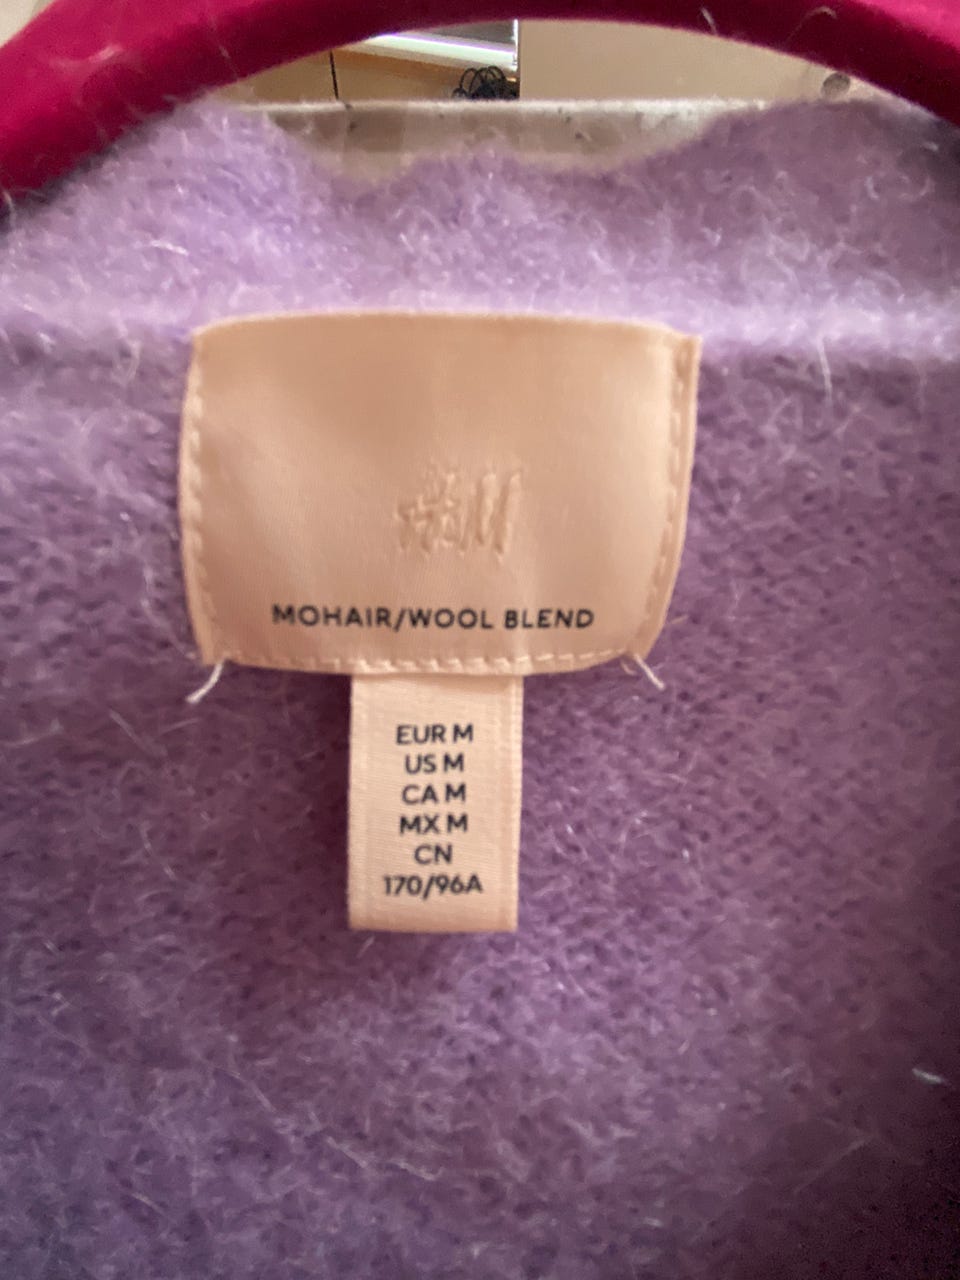 H&M
MOHAIR/WOOL BLEND
EUR M
US M
CA M
MX M
CN
170/96A